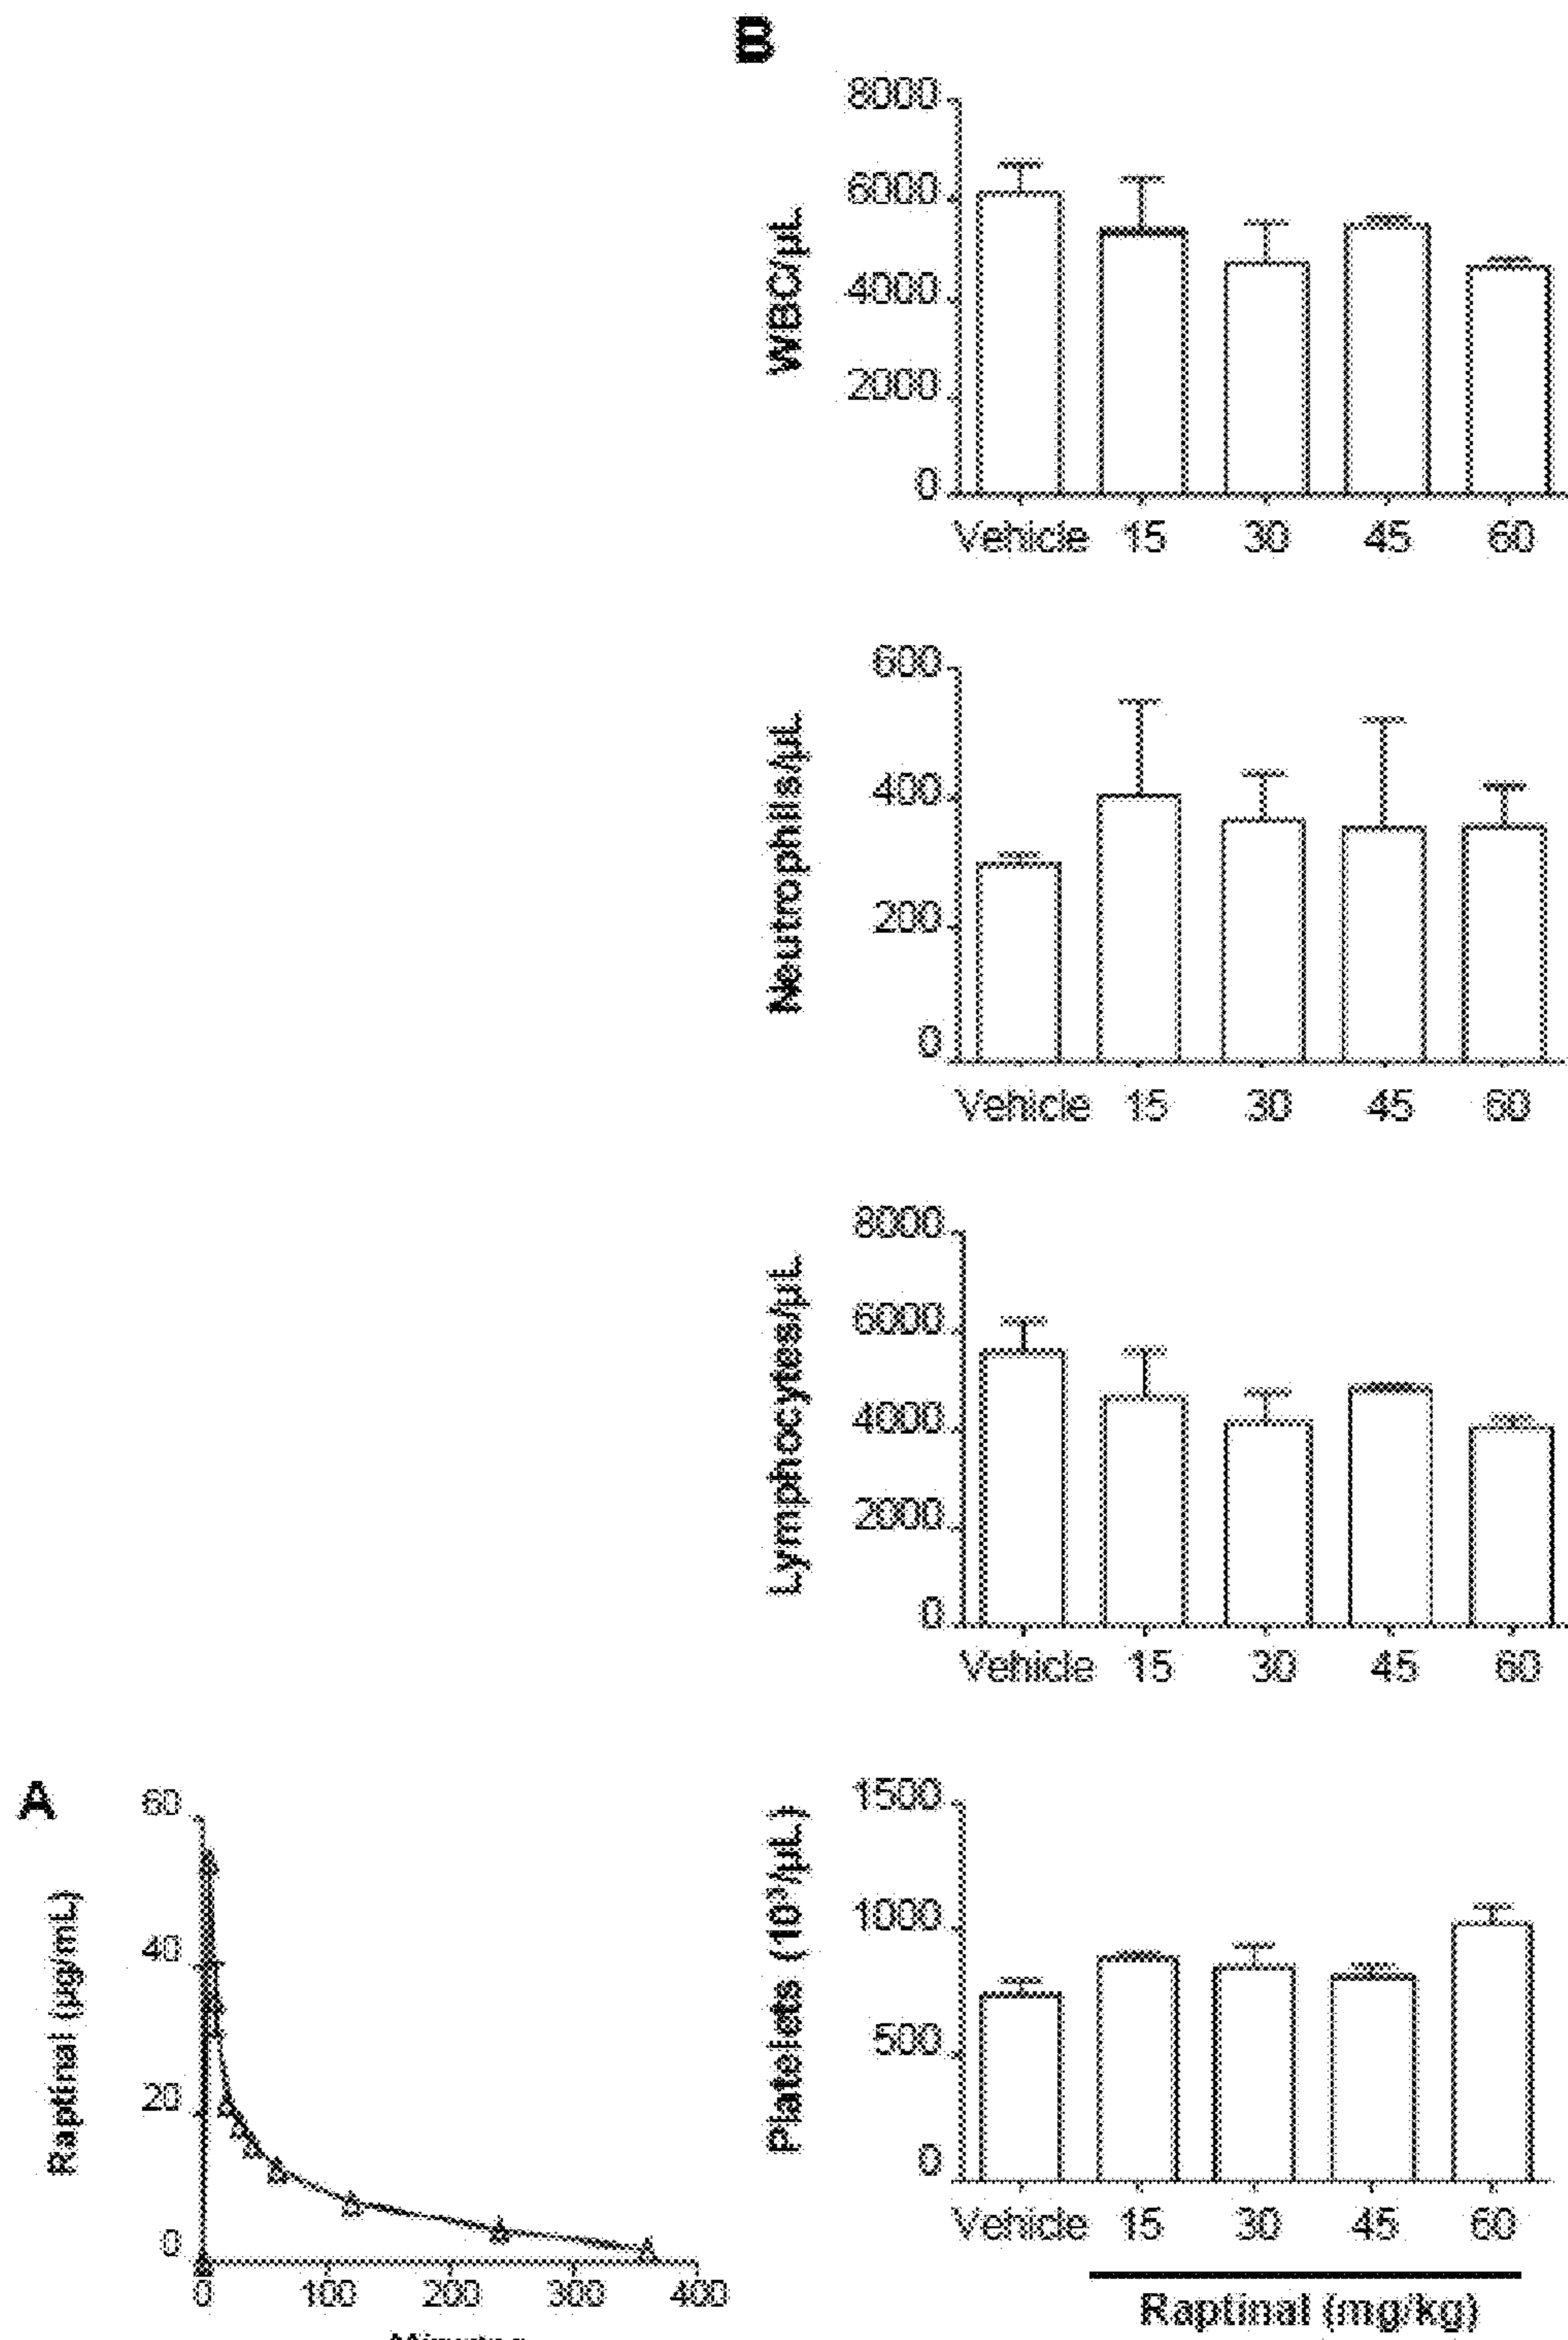 B
8000
6000
4000
2000
0
WBC/µL
Vehicle 15 30 45 60
600
400
200
0
Neutrophils/µL
Vehicle 15 30 45 60
8000
6000
4000
2000
0
Lymphocytes/µL
Vehicle 15 30 45 60
A
60
40
20
0
Raptinal (µg/mL)
0 100 200 300 400
1500
1000
500
0
Platelets (10³/µL)
Vehicle 15 30 45 60
Raptinal (mg/kg)